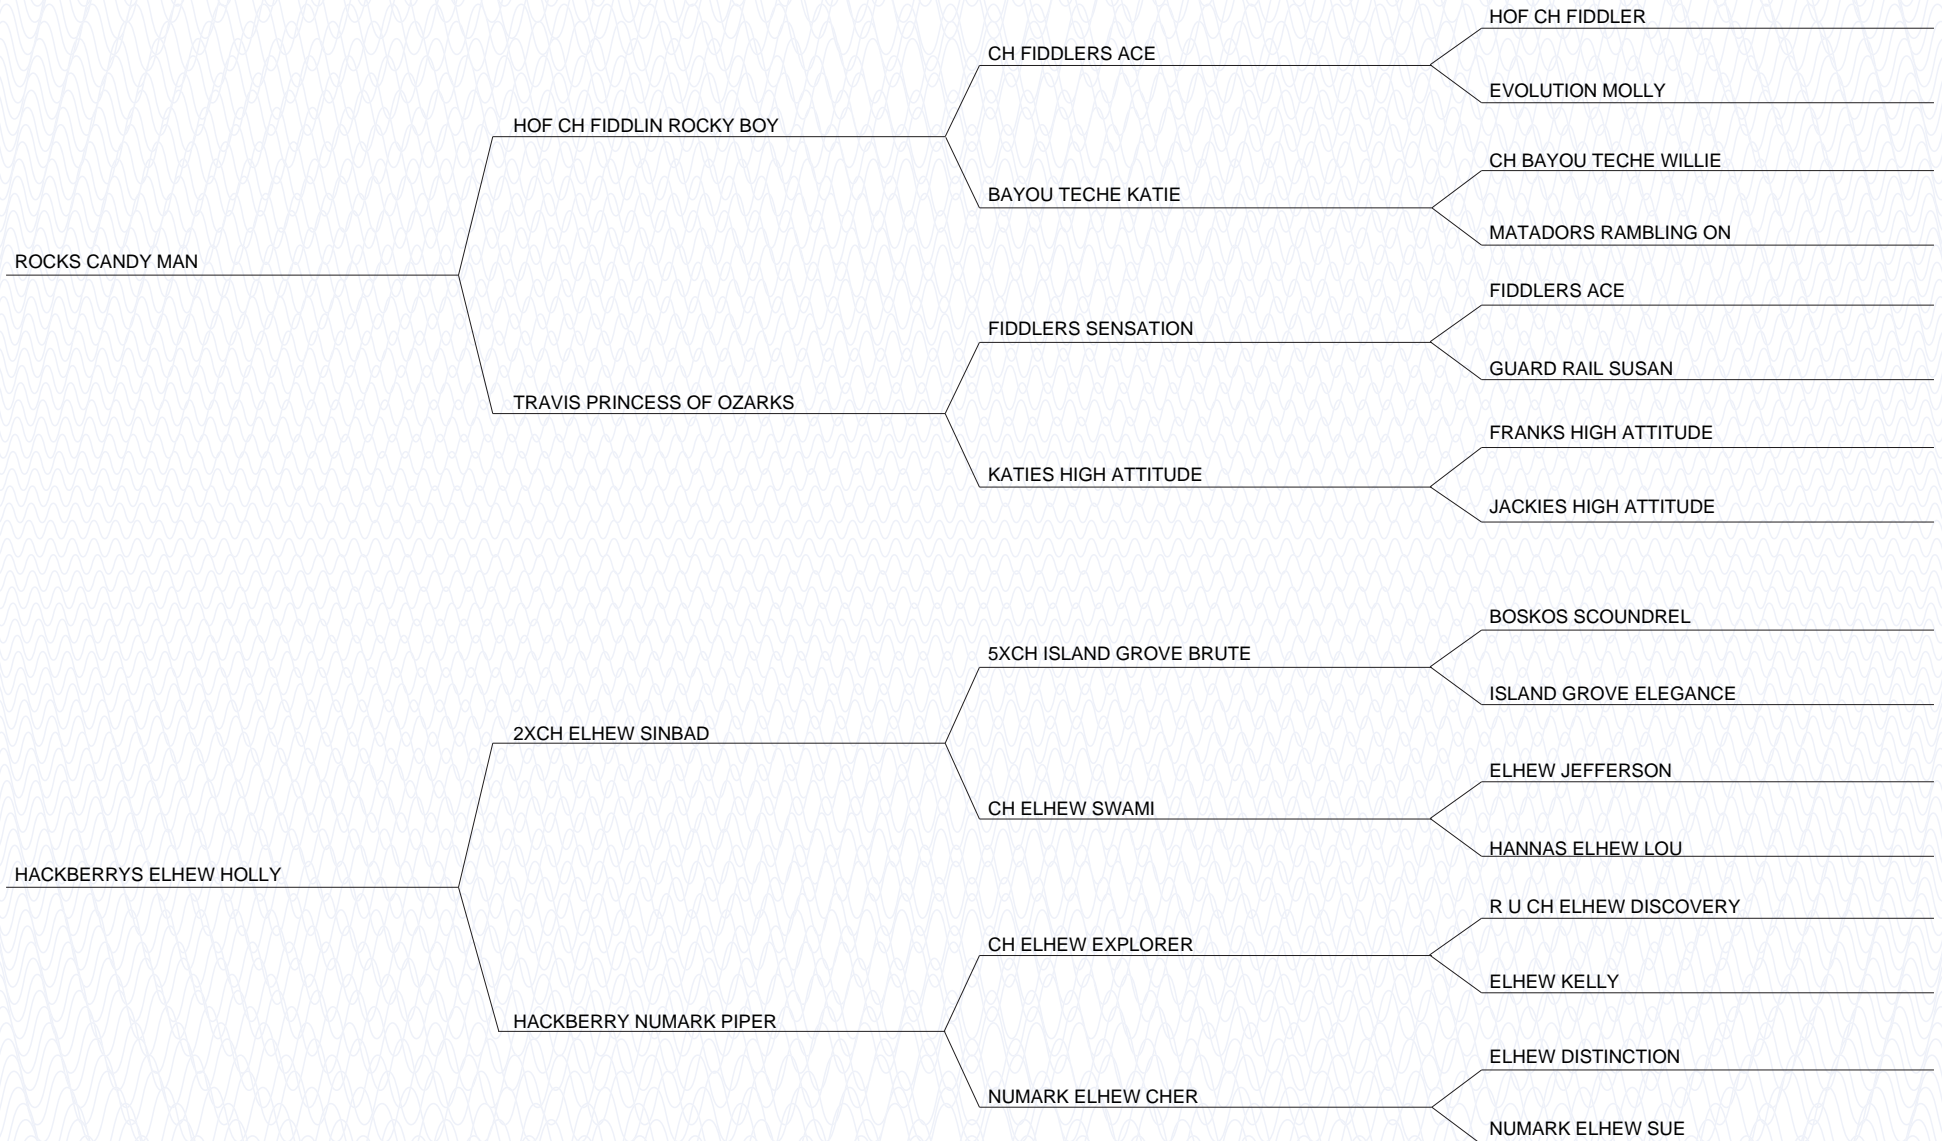 HOF CH FIDDLER
CH FIDDLERS ACE
EVOLUTION MOLLY
HOF CH FIDDLIN ROCKY BOY
CH BAYOU TECHE WILLIE
BAYOU TECHE KATIE
MATADORS RAMBLING ON
ROCKS CANDY MAN
FIDDLERS ACE
FIDDLERS SENSATION
GUARD RAIL SUSAN
TRAVIS PRINCESS OF OZARKS
FRANKS HIGH ATTITUDE
KATIES HIGH ATTITUDE
JACKIES HIGH ATTITUDE
BOSKOS SCOUNDREL
5XCH ISLAND GROVE BRUTE
ISLAND GROVE ELEGANCE
2XCH ELHEW SINBAD
ELHEW JEFFERSON
CH ELHEW SWAMI
HANNAS ELHEW LOU
HACKBERRYS ELHEW HOLLY
R U CH ELHEW DISCOVERY
CH ELHEW EXPLORER
ELHEW KELLY
HACKBERRY NUMARK PIPER
ELHEW DISTINCTION
NUMARK ELHEW CHER
NUMARK ELHEW SUE